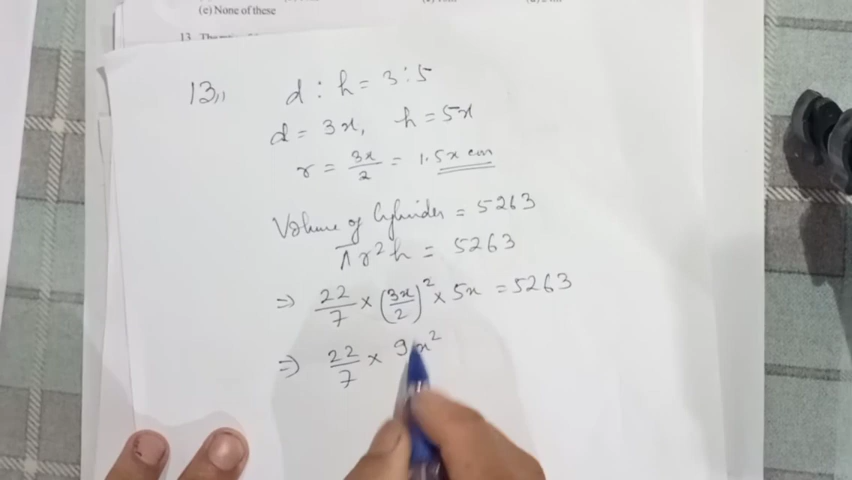 (c) None of these
13
13,, d : h = 3 : 5
d = 3x, h = 5x
r = 3x/2 = 1.5x cm
Volume of Cylinder = 5263
πr²h = 5263
⇒ 22/7 × (3x/2)² × 5x = 5263
⇒ 22/7 × 9x²